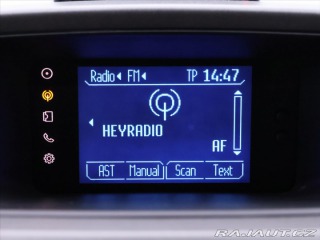 Radio FM TP 14:47
HEYRADIO
AF
AST Manual Scan Text
RAJAUT.CZ